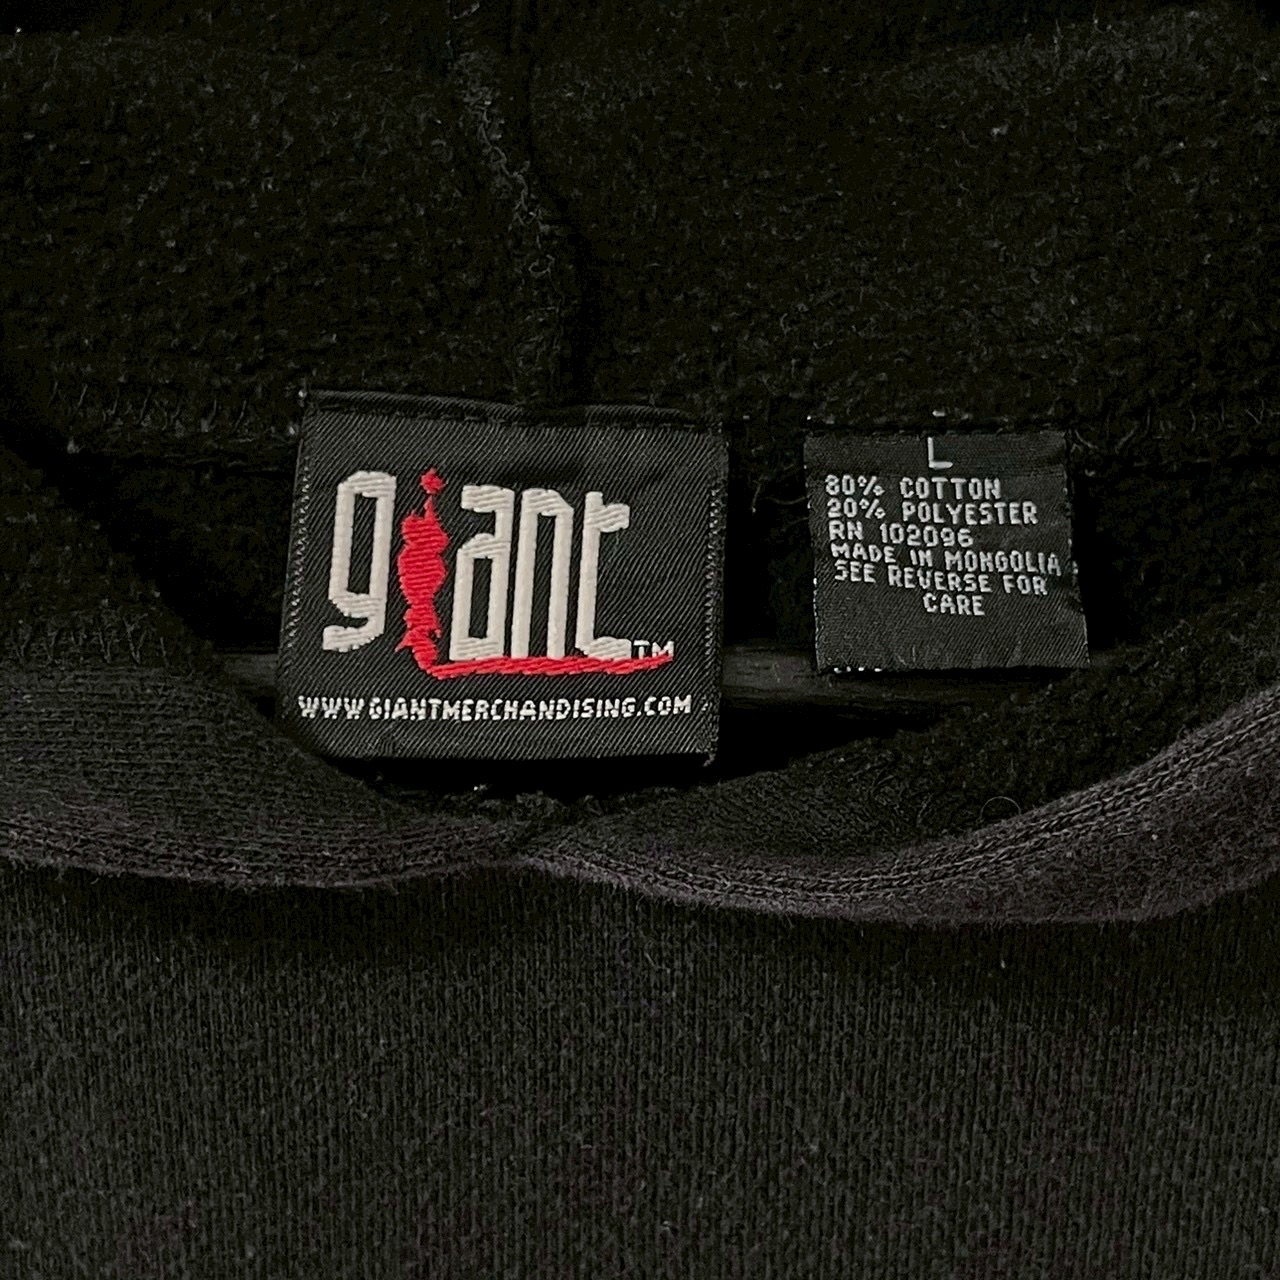 giant™
WWW.GIANTMERCHANDISING.COM
L
80% COTTON
20% POLYESTER
RN 102096
MADE IN MONGOLIA
SEE REVERSE FOR
CARE